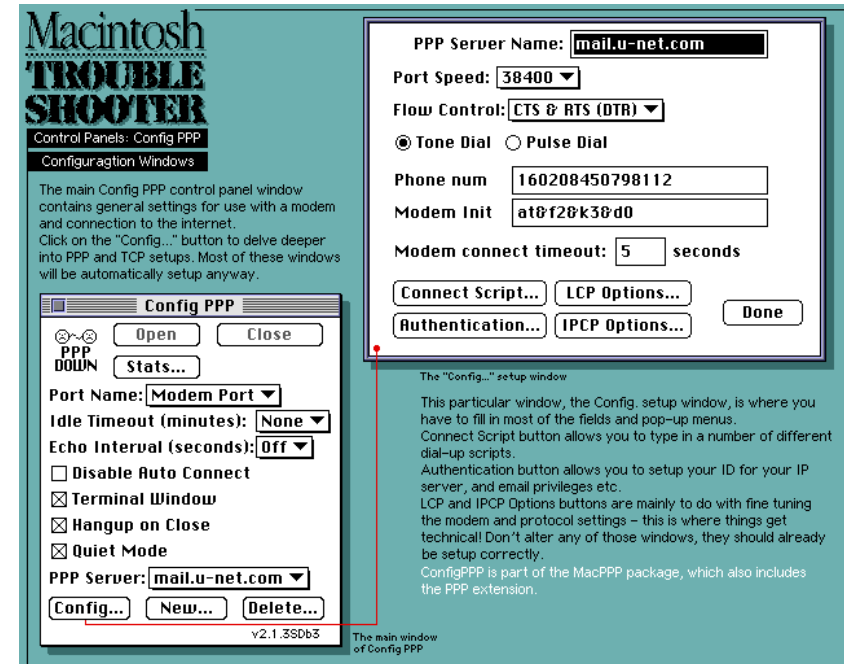 Macintosh
TROUBLE
SHOOTER
Control Panels: Config PPP
Configuragtion Windows
The main Config PPP control panel window
contains general settings for use with a modem
and connection to the internet.
Click on the "Config..." button to delve deeper
into PPP and TCP setups. Most of these windows
will be automatically setup anyway.
Config PPP
Open Close
PPP
DOWN
Stats...
Port Name: Modem Port
Idle Timeout (minutes): None
Echo Interval (seconds): Off
Disable Auto Connect
Terminal Window
Hangup on Close
Quiet Mode
PPP Server: mail.u-net.com
Config... New... Delete...
v2.1.3SDb3
The main window
of Config PPP
PPP Server Name: mail.u-net.com
Port Speed: 38400
Flow Control: CTS & RTS (DTR)
Tone Dial Pulse Dial
Phone num 160208450798112
Modem Init at&f2&k3&d0
Modem connect timeout: 5 seconds
Connect Script... LCP Options...
Authentication... IPCP Options...
Done
The "Config..." setup window
This particular window, the Config. setup window, is where you
have to fill in most of the fields and pop-up menus.
Connect Script button allows you to type in a number of different
dial-up scripts.
Authentication button allows you to setup your ID for your IP
server, and email privileges etc.
LCP and IPCP Options buttons are mainly to do with fine tuning
the modem and protocol settings - this is where things get
technical! Don't alter any of those windows, they should already
be setup correctly.
ConfigPPP is part of the MacPPP package, which also includes
the PPP extension.